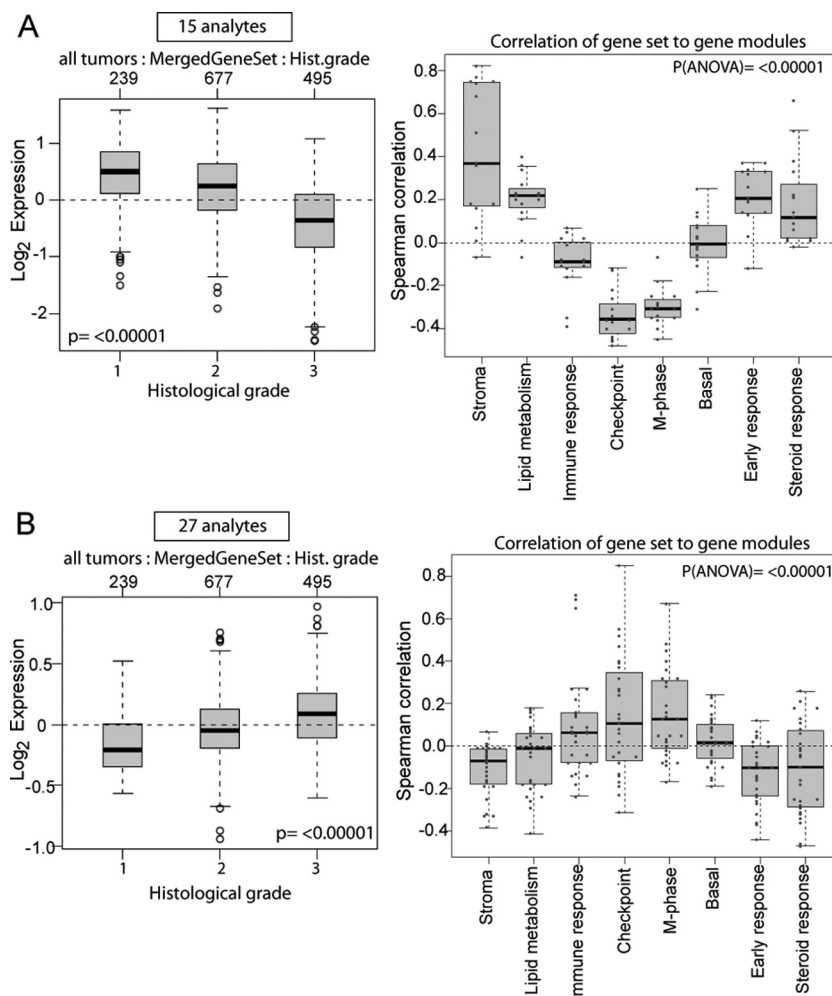 A
15 analytes
all tumors : MergedGeneSet : Hist.grade
239 677 495
Log2 Expression
1
0
-1
-2
p= <0.00001
1 2 3
Histological grade
Correlation of gene set to gene modules
P(ANOVA)= <0.00001
Spearman correlation
0.8
0.6
0.4
0.2
0.0
-0.2
-0.4
Stroma
Lipid metabolism
Immune response
Checkpoint
M-phase
Basal
Early response
Steroid response
B
27 analytes
all tumors : MergedGeneSet : Hist. grade
239 677 495
Log2 Expression
1.0
0.5
0
-0.5
-1.0
p= <0.00001
1 2 3
Histological grade
Correlation of gene set to gene modules
P(ANOVA)= <0.00001
Spearman correlation
0.8
0.6
0.4
0.2
0.0
-0.2
-0.4
Stroma
Lipid metabolism
mmune response
Checkpoint
M-phase
Basal
Early response
Steroid response